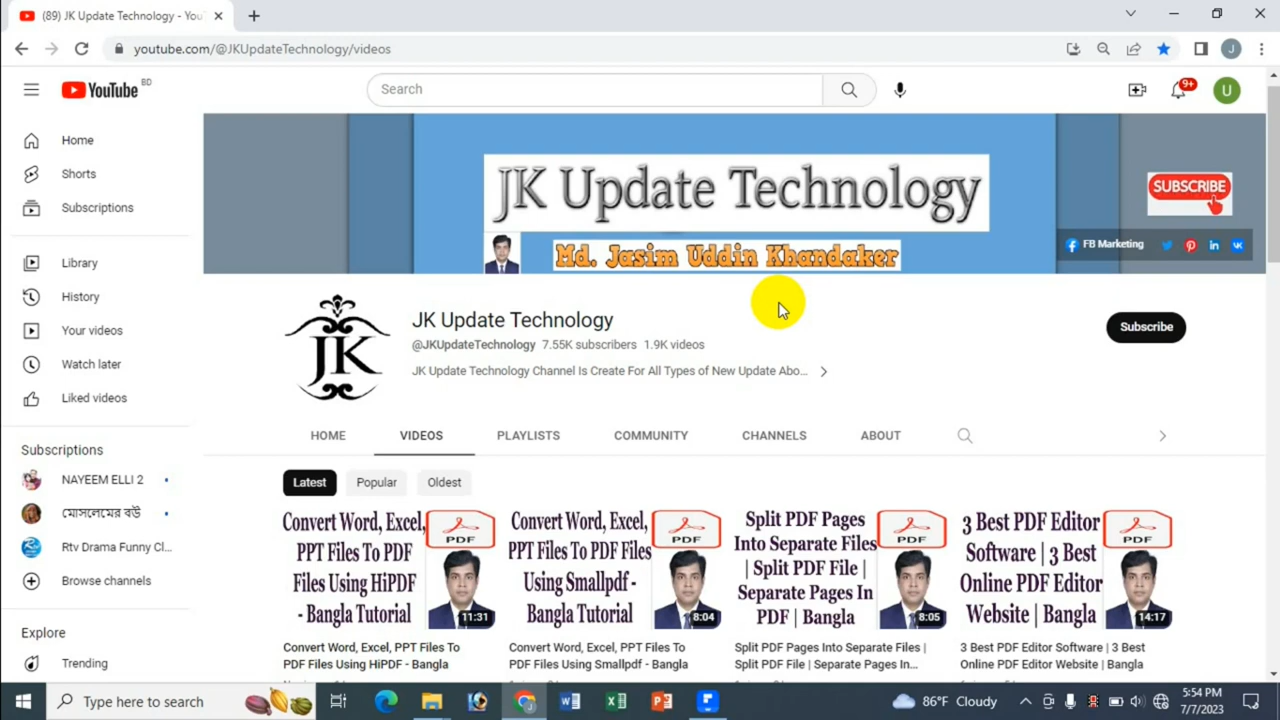 (89) JK Update Technology - You
youtube.com/@JKUpdateTechnology/videos
YouTube BD
Search
9+
U
J
Home
Shorts
Subscriptions
Library
History
Your videos
Watch later
Liked videos
Subscriptions
NAYEEM ELLI 2
মোসলেমের বউ
Rtv Drama Funny Cl...
Browse channels
Explore
Trending
JK Update Technology
Md. Jasim Uddin Khandaker
SUBSCRIBE
FB Marketing
JK
JK Update Technology
@JKUpdateTechnology 7.55K subscribers 1.9K videos
JK Update Technology Channel Is Create For All Types of New Update Abo...
Subscribe
HOME VIDEOS PLAYLISTS COMMUNITY CHANNELS ABOUT
Latest Popular Oldest
Convert Word, Excel,
PPT Files To PDF
Files Using HiPDF
- Bangla Tutorial
PDF
11:31
Convert Word, Excel, PPT Files To
PDF Files Using HiPDF - Bangla
Convert Word, Excel,
PPT Files To PDF Files
Using Smallpdf -
Bangla Tutorial
PDF
8:04
Convert Word, Excel, PPT Files To
PDF Files Using Smallpdf - Bangla
Split PDF Pages
Into Separate Files
| Split PDF File |
Separate Pages In
PDF | Bangla
PDF
8:05
Split PDF Pages Into Separate Files |
Split PDF File | Separate Pages In...
3 Best PDF Editor
Software | 3 Best
Online PDF Editor
Website | Bangla
PDF
14:17
3 Best PDF Editor Software | 3 Best
Online PDF Editor Website | Bangla
Type here to search
86°F Cloudy
5:54 PM
7/7/2023